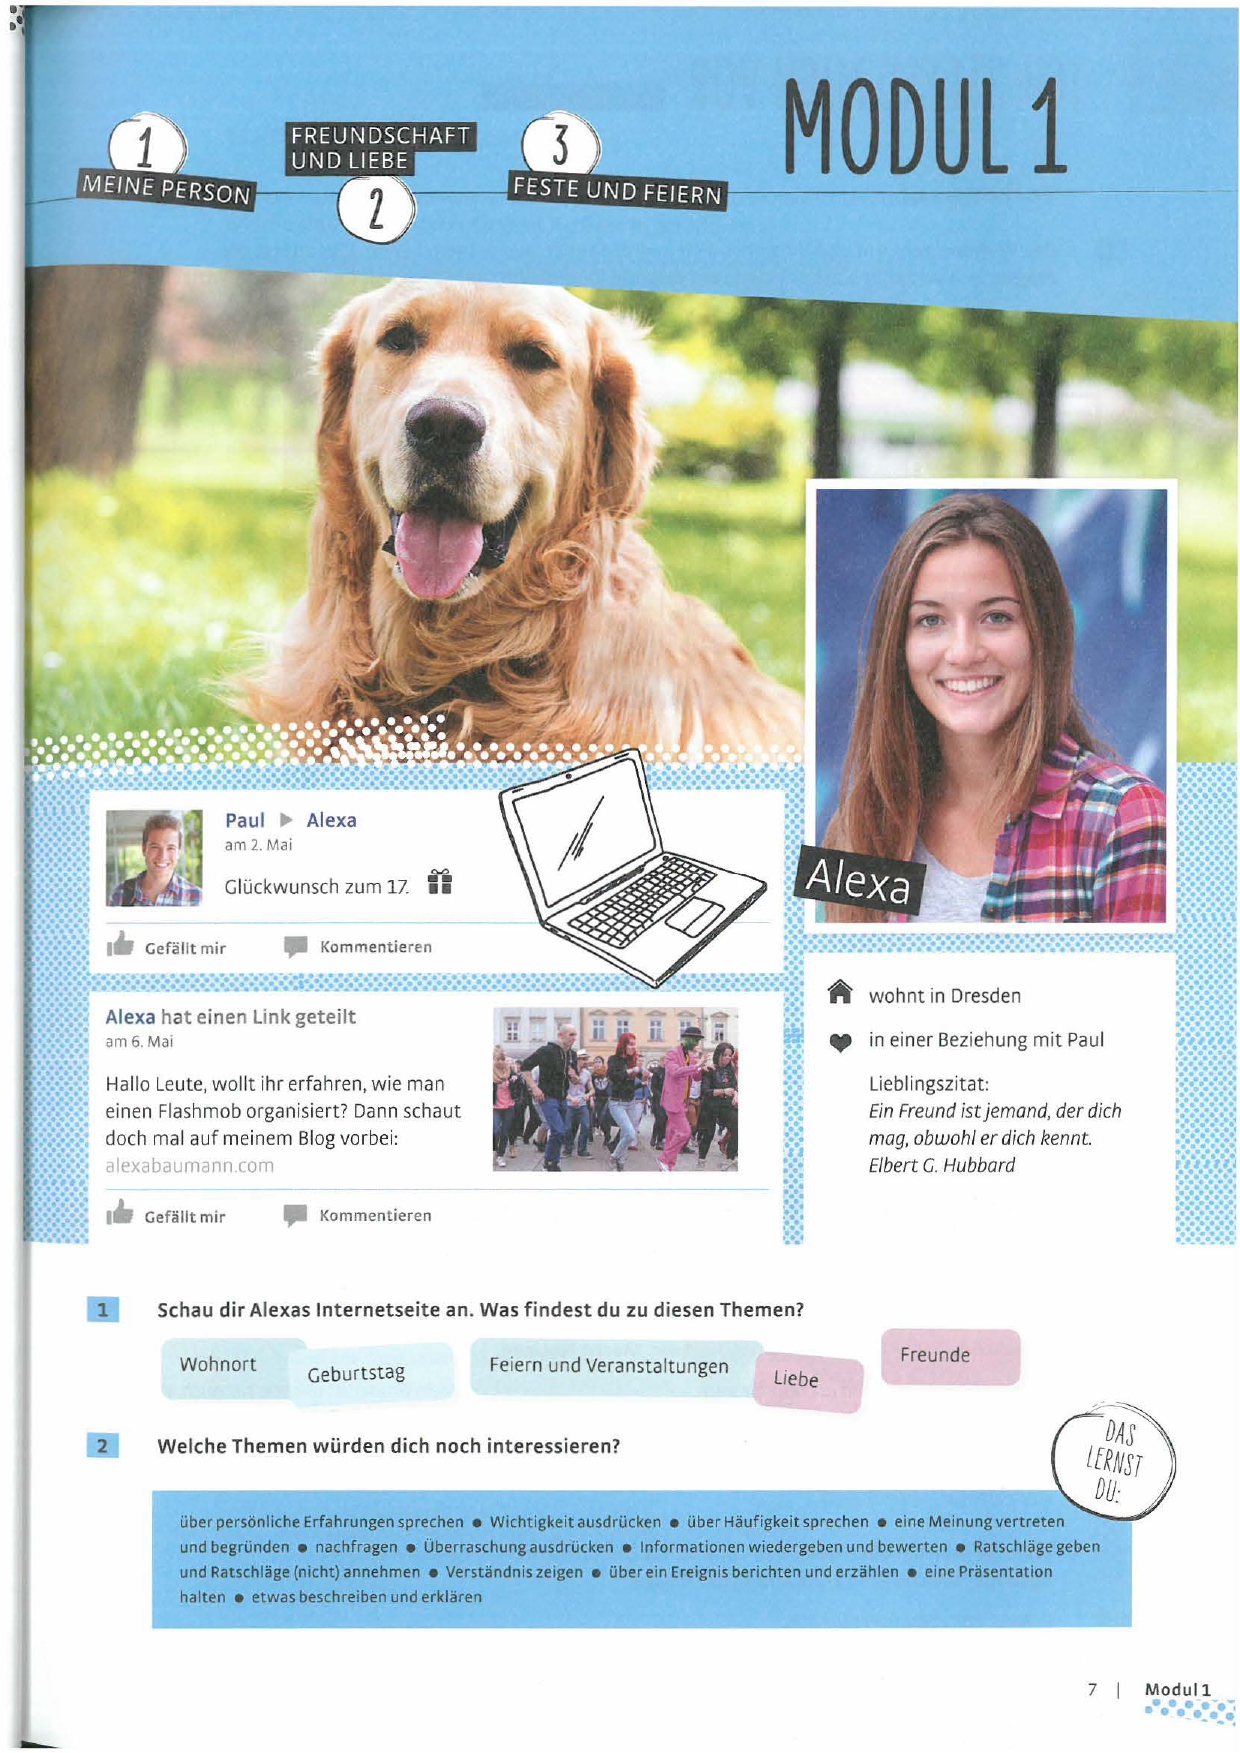 MODUL 1
1
MEINE PERSON
FREUNDSCHAFT
UND LIEBE
2
3
FESTE UND FEIERN
Paul ▶ Alexa
am 2. Mai
Glückwunsch zum 17.
Gefällt mir Kommentieren
Alexa hat einen Link geteilt
am 6. Mai
Hallo Leute, wollt ihr erfahren, wie man
einen Flashmob organisiert? Dann schaut
doch mal auf meinem Blog vorbei:
alexabaumann.com
Gefällt mir Kommentieren
Alexa
wohnt in Dresden
in einer Beziehung mit Paul
Lieblingszitat:
Ein Freund ist jemand, der dich
mag, obwohl er dich kennt.
Elbert G. Hubbard
1 Schau dir Alexas Internetseite an. Was findest du zu diesen Themen?
Wohnort
Geburtstag
Feiern und Veranstaltungen
Liebe
Freunde
2 Welche Themen würden dich noch interessieren?
DAS
LERNST
DU:
über persönliche Erfahrungen sprechen ● Wichtigkeit ausdrücken ● über Häufigkeit sprechen ● eine Meinung vertreten
und begründen ● nachfragen ● Überraschung ausdrücken ● Informationen wiedergeben und bewerten ● Ratschläge geben
und Ratschläge (nicht) annehmen ● Verständnis zeigen ● über ein Ereignis berichten und erzählen ● eine Präsentation
halten ● etwas beschreiben und erklären
7 | Modul 1